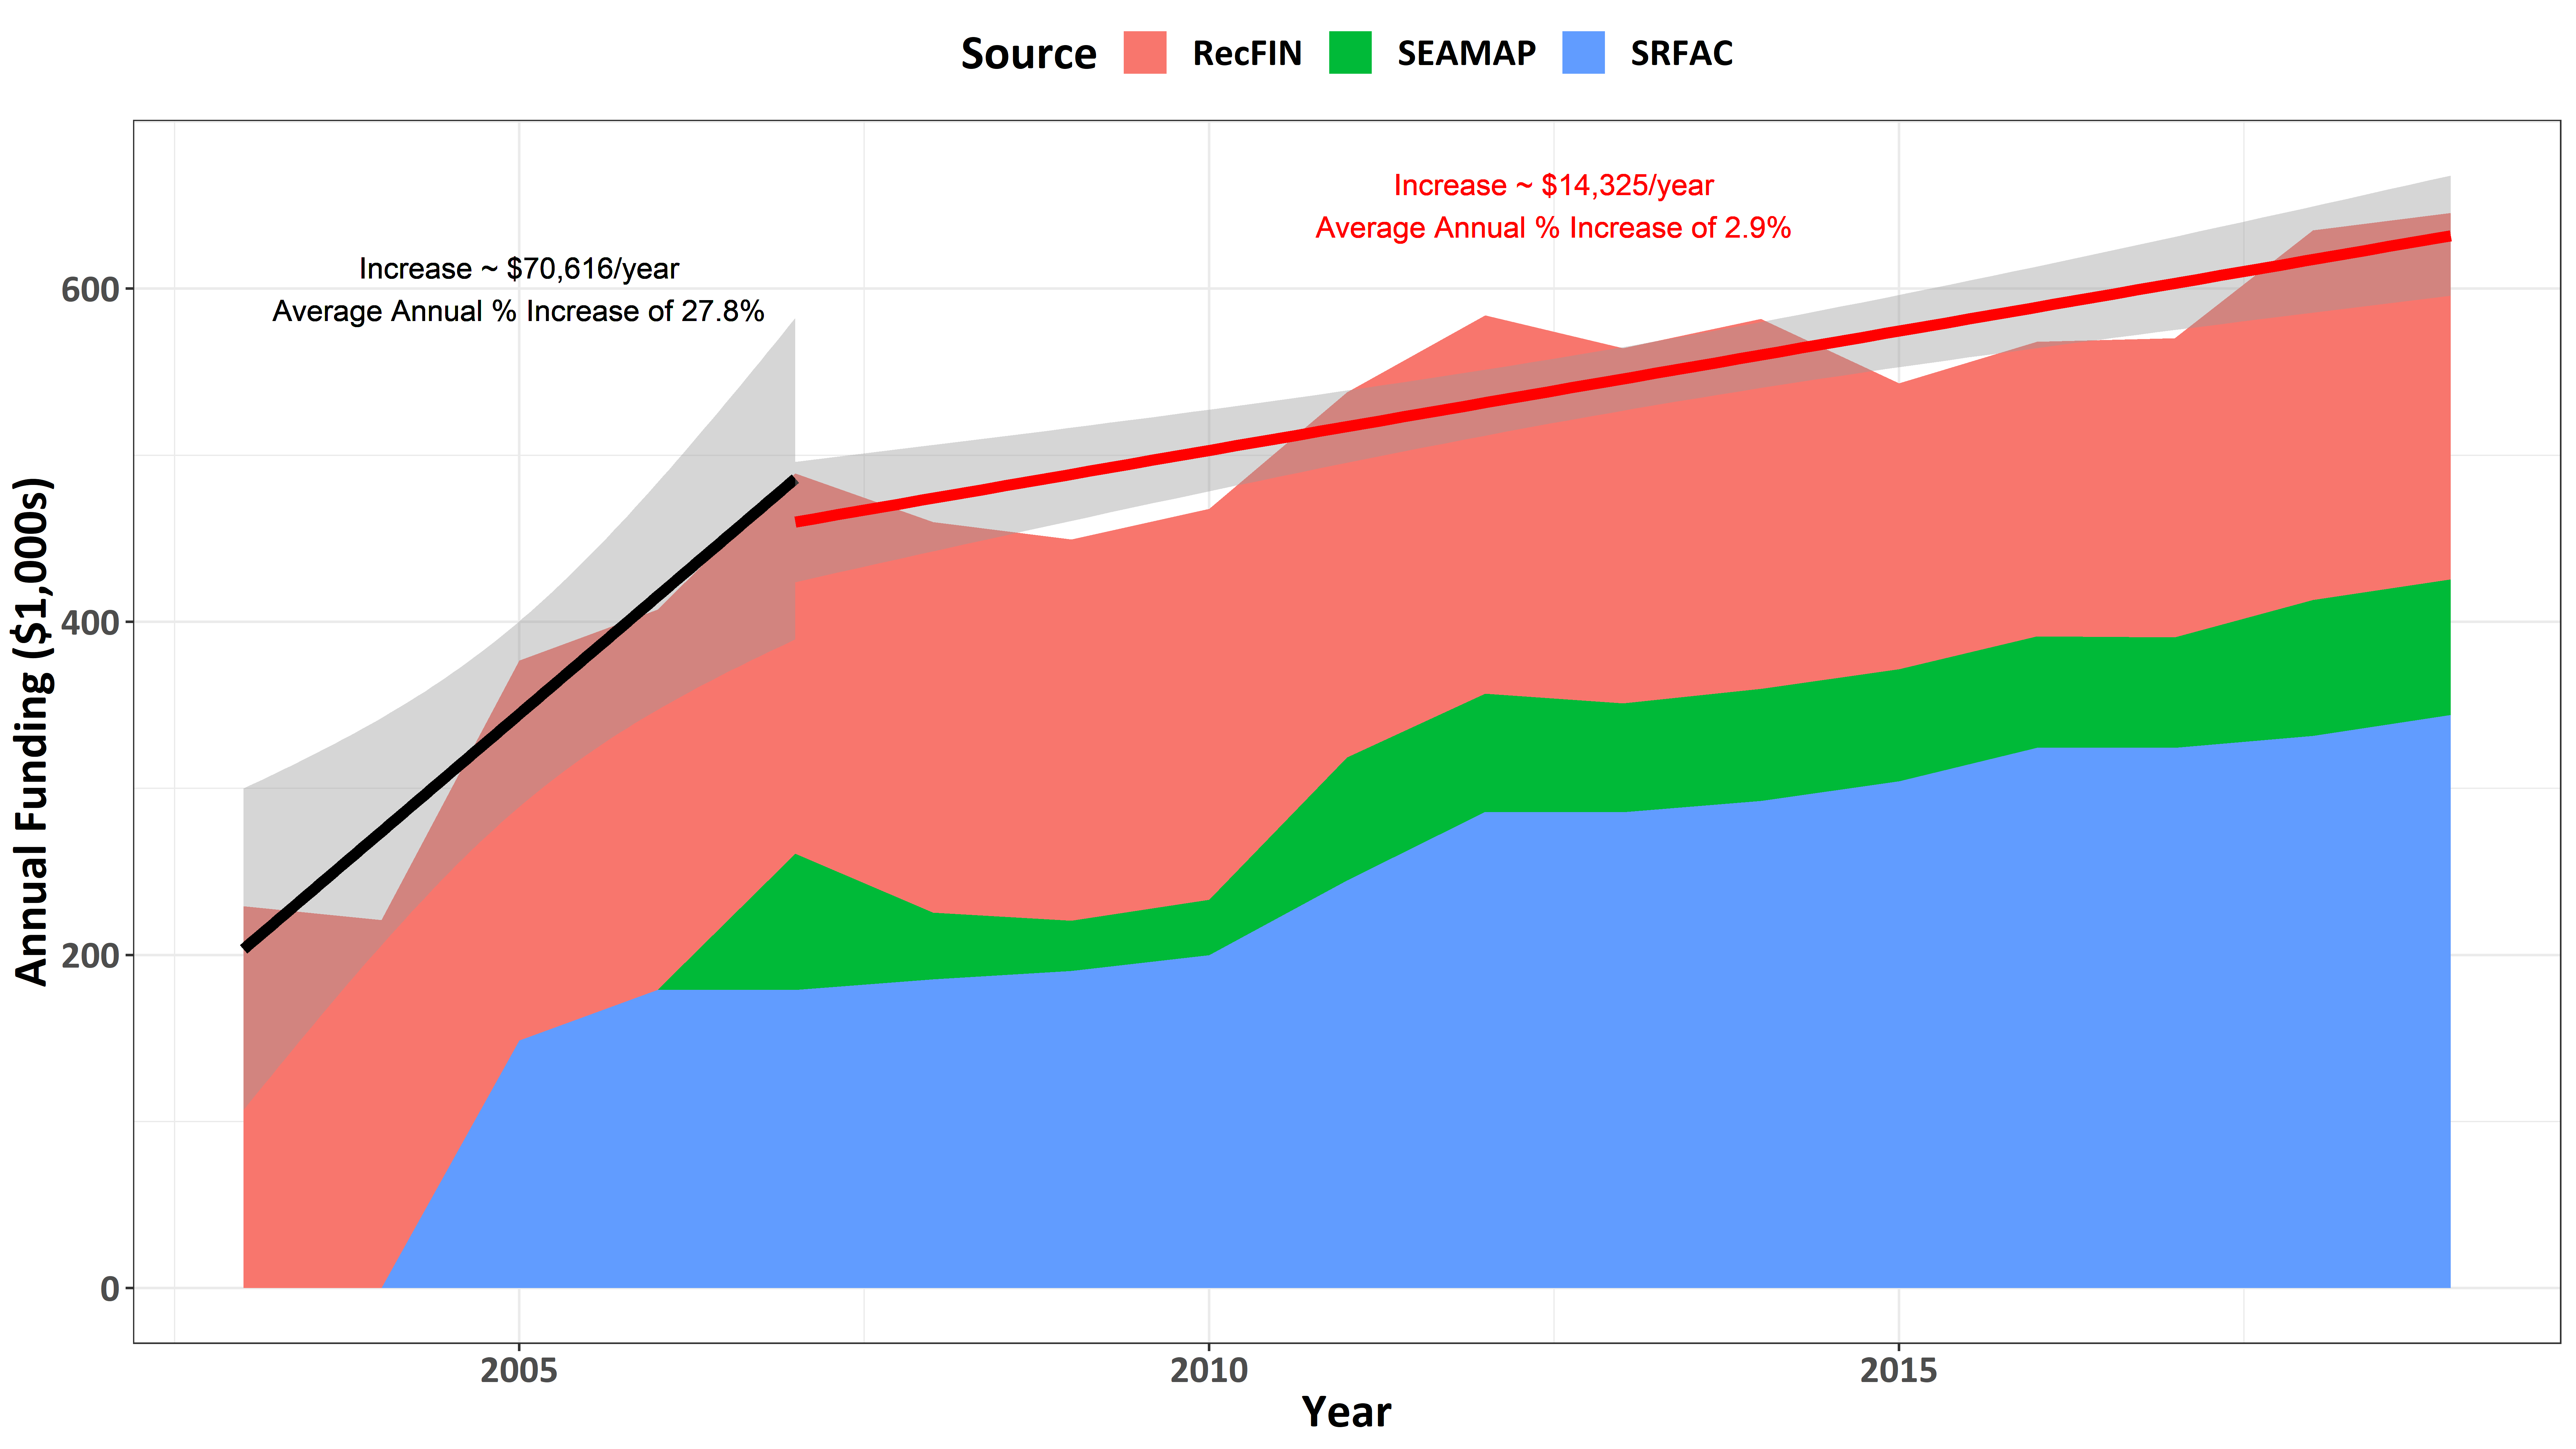 Source RecFIN SEAMAP SRFAC
Increase ~ $14,325/year
Average Annual % Increase of 2.9%
Increase ~ $70,616/year
Average Annual % Increase of 27.8%
Annual Funding ($1,000s)
600
400
200
0
2005 2010 2015
Year